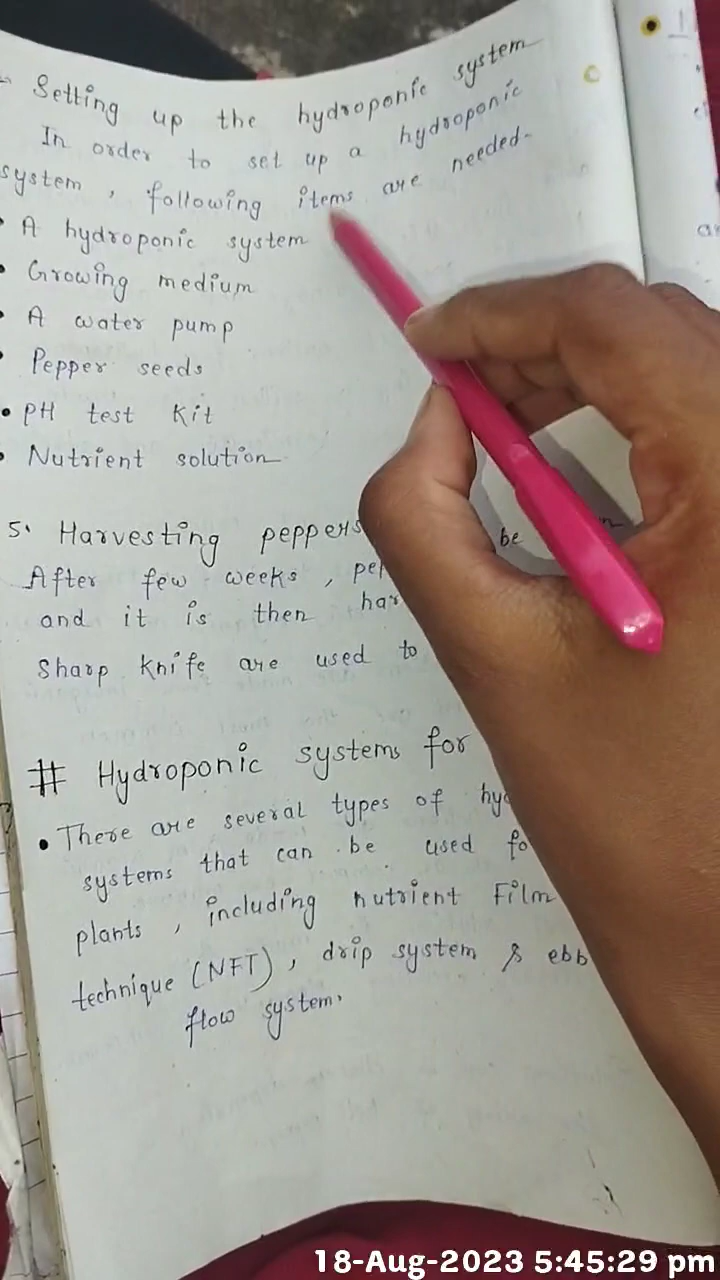 Setting up the hydroponic system
In order to set up a hydroponic
system, following items are needed.
• A hydroponic system
• Growing medium
• A water pump
• Pepper seeds
• PH test Kit
• Nutrient solution
5. Harvesting peppers
After few weeks, be
and it is then
Sharp Knife are used to
# Hydroponic systems for
• There are several types of
systems that can be used
plants, including nutrient Film
technique (NFT), drip system & ebb
flow system.
18-Aug-2023 5:45:29 pm